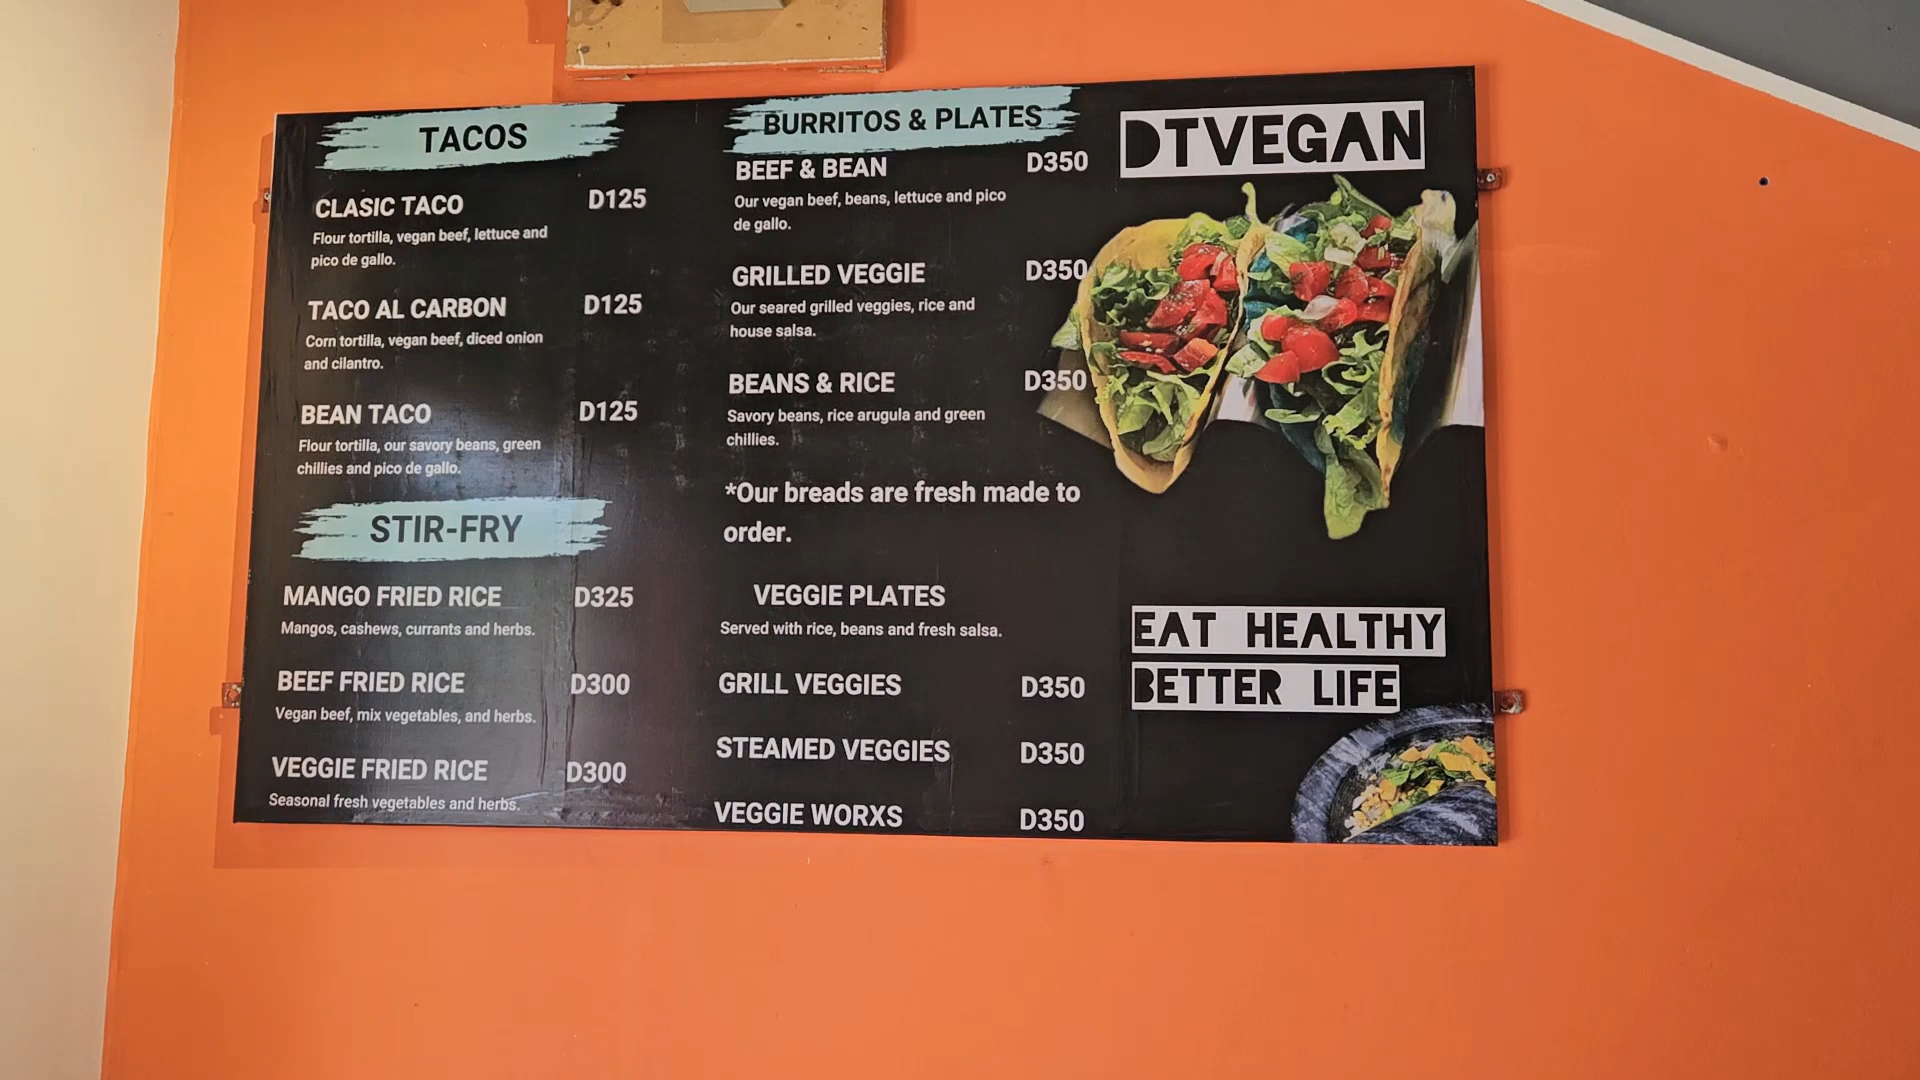 TACOS
CLASIC TACO D125
Flour tortilla, vegan beef, lettuce and
pico de gallo.
TACO AL CARBON D125
Corn tortilla, vegan beef, diced onion
and cilantro.
BEAN TACO D125
Flour tortilla, our savory beans, green
chillies and pico de gallo.
STIR-FRY
MANGO FRIED RICE D325
Mangos, cashews, currants and herbs.
BEEF FRIED RICE D300
Vegan beef, mix vegetables, and herbs.
VEGGIE FRIED RICE D300
Seasonal fresh vegetables and herbs.
BURRITOS & PLATES
BEEF & BEAN D350
Our vegan beef, beans, lettuce and pico
de gallo.
GRILLED VEGGIE D350
Our seared grilled veggies, rice and
house salsa.
BEANS & RICE D350
Savory beans, rice arugula and green
chillies.
*Our breads are fresh made to
order.
VEGGIE PLATES
Served with rice, beans and fresh salsa.
GRILL VEGGIES D350
STEAMED VEGGIES D350
VEGGIE WORXS D350
DTVEGAN
EAT HEALTHY
BETTER LIFE